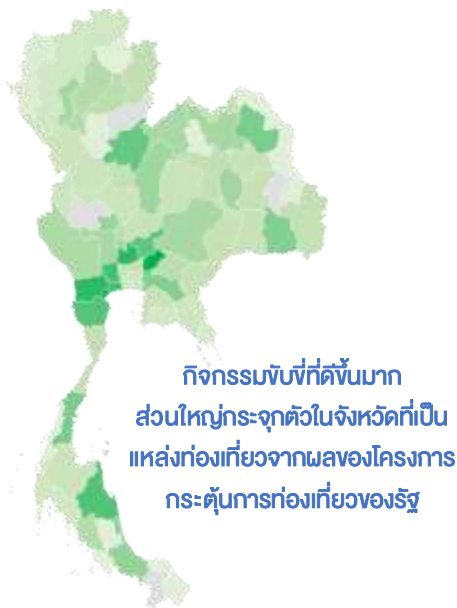 กิจกรรมขับขี่ที่ดีขึ้นมาก
ส่วนใหญ่กระจุกตัวในจังหวัดที่เป็น
แหล่งท่องเที่ยวจากผลของโครงการ
กระตุ้นการท่องเที่ยวของรัฐ